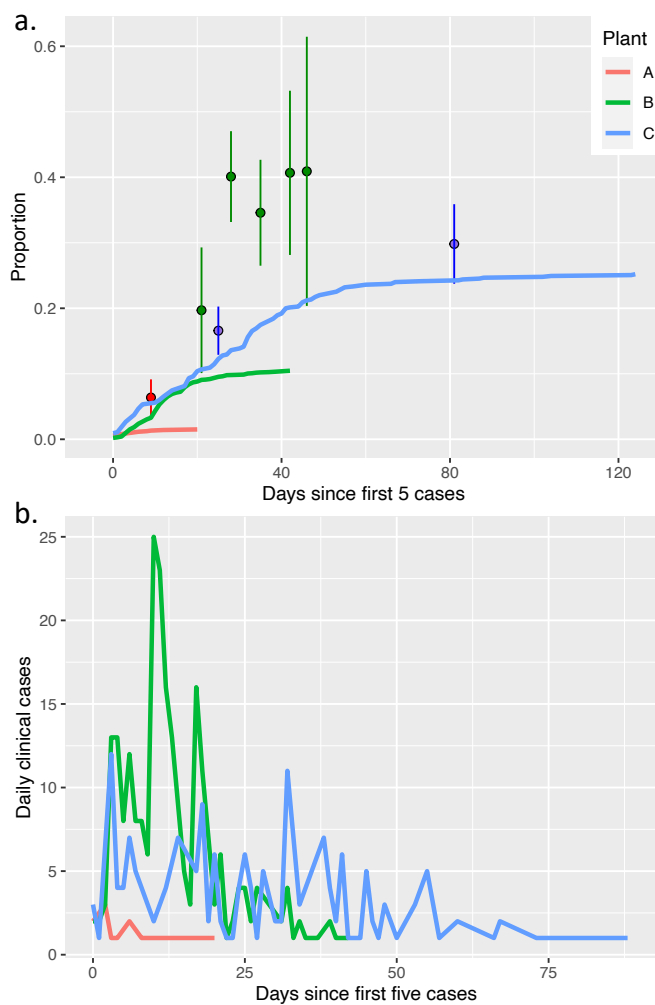 a.
0.6
0.4
0.2
0.0
Proportion
Plant
A
B
C
0
40
80
120
Days since first 5 cases
b.
25
20
15
10
5
0
Daily clinical cases
0
25
50
75
Days since first five cases